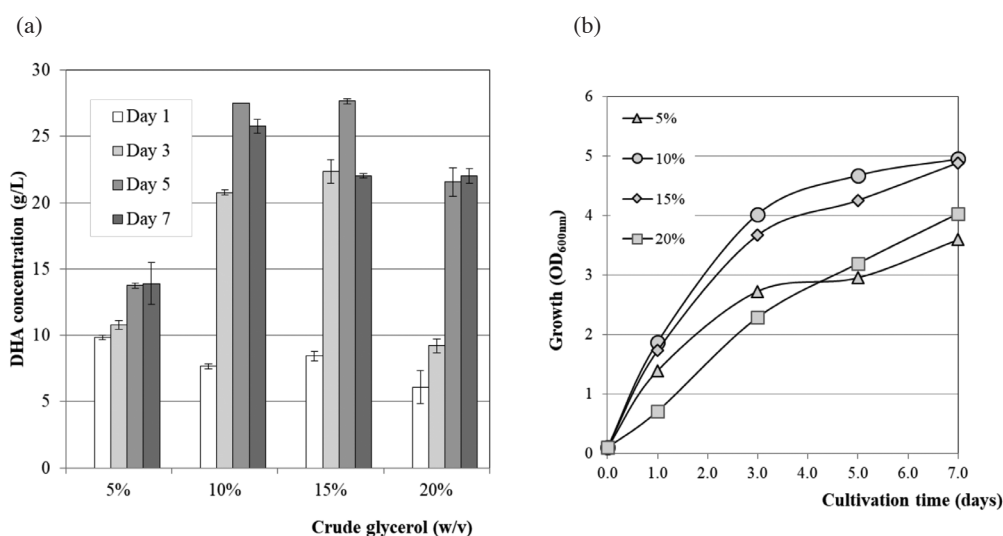 (a)
DHA concentration (g/L)
30
25
20
15
10
5
0
Day 1
Day 3
Day 5
Day 7
5% 10% 15% 20%
Crude glycerol (w/v)
(b)
Growth (OD600nm)
6
5
4
3
2
1
0
5%
10%
15%
20%
0.0 1.0 2.0 3.0 4.0 5.0 6.0 7.0
Cultivation time (days)